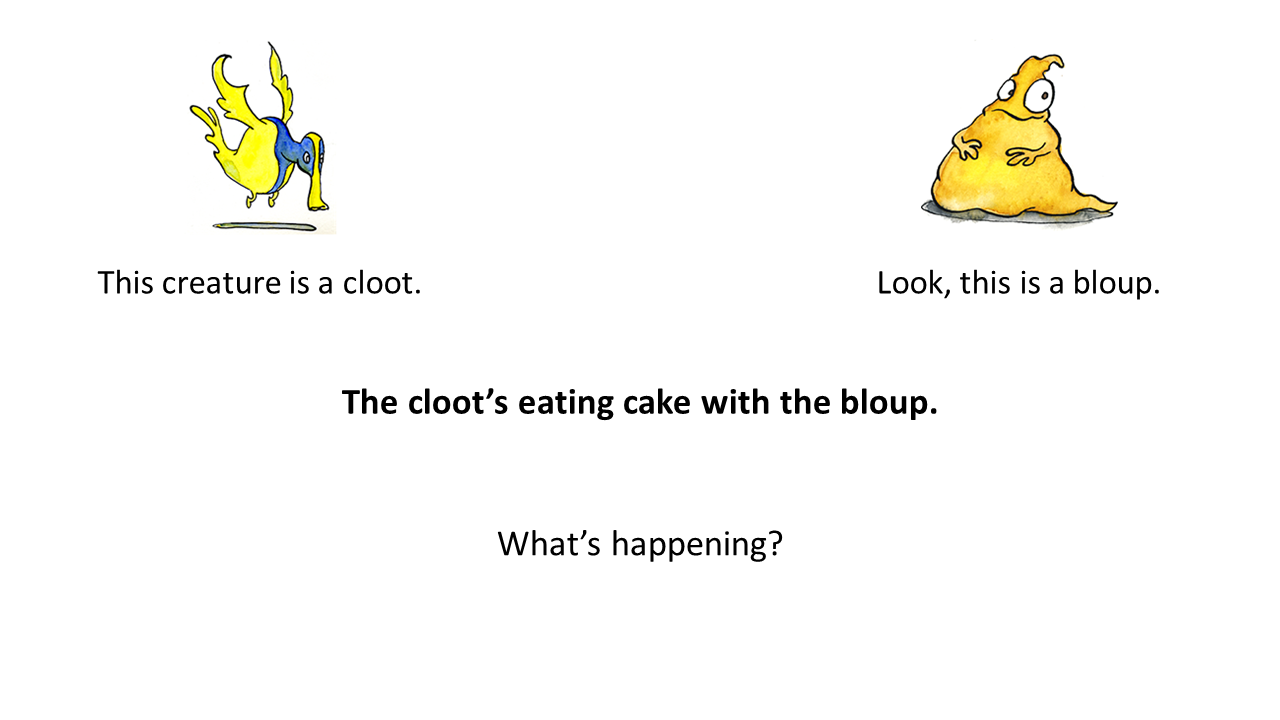 This creature is a cloot.
Look, this is a bloup.
The cloot’s eating cake with the bloup.
What’s happening?